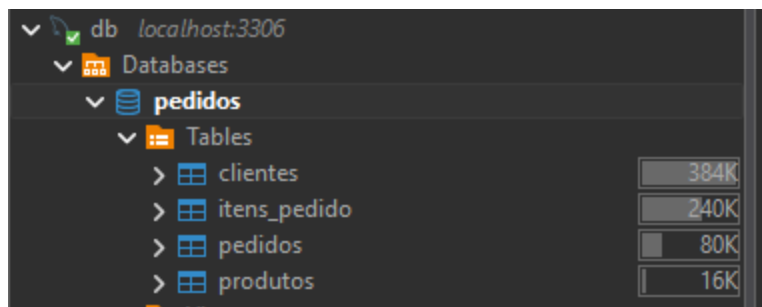 db localhost:3306
Databases
pedidos
Tables
clientes 384K
itens_pedido 240K
pedidos 80K
produtos 16K